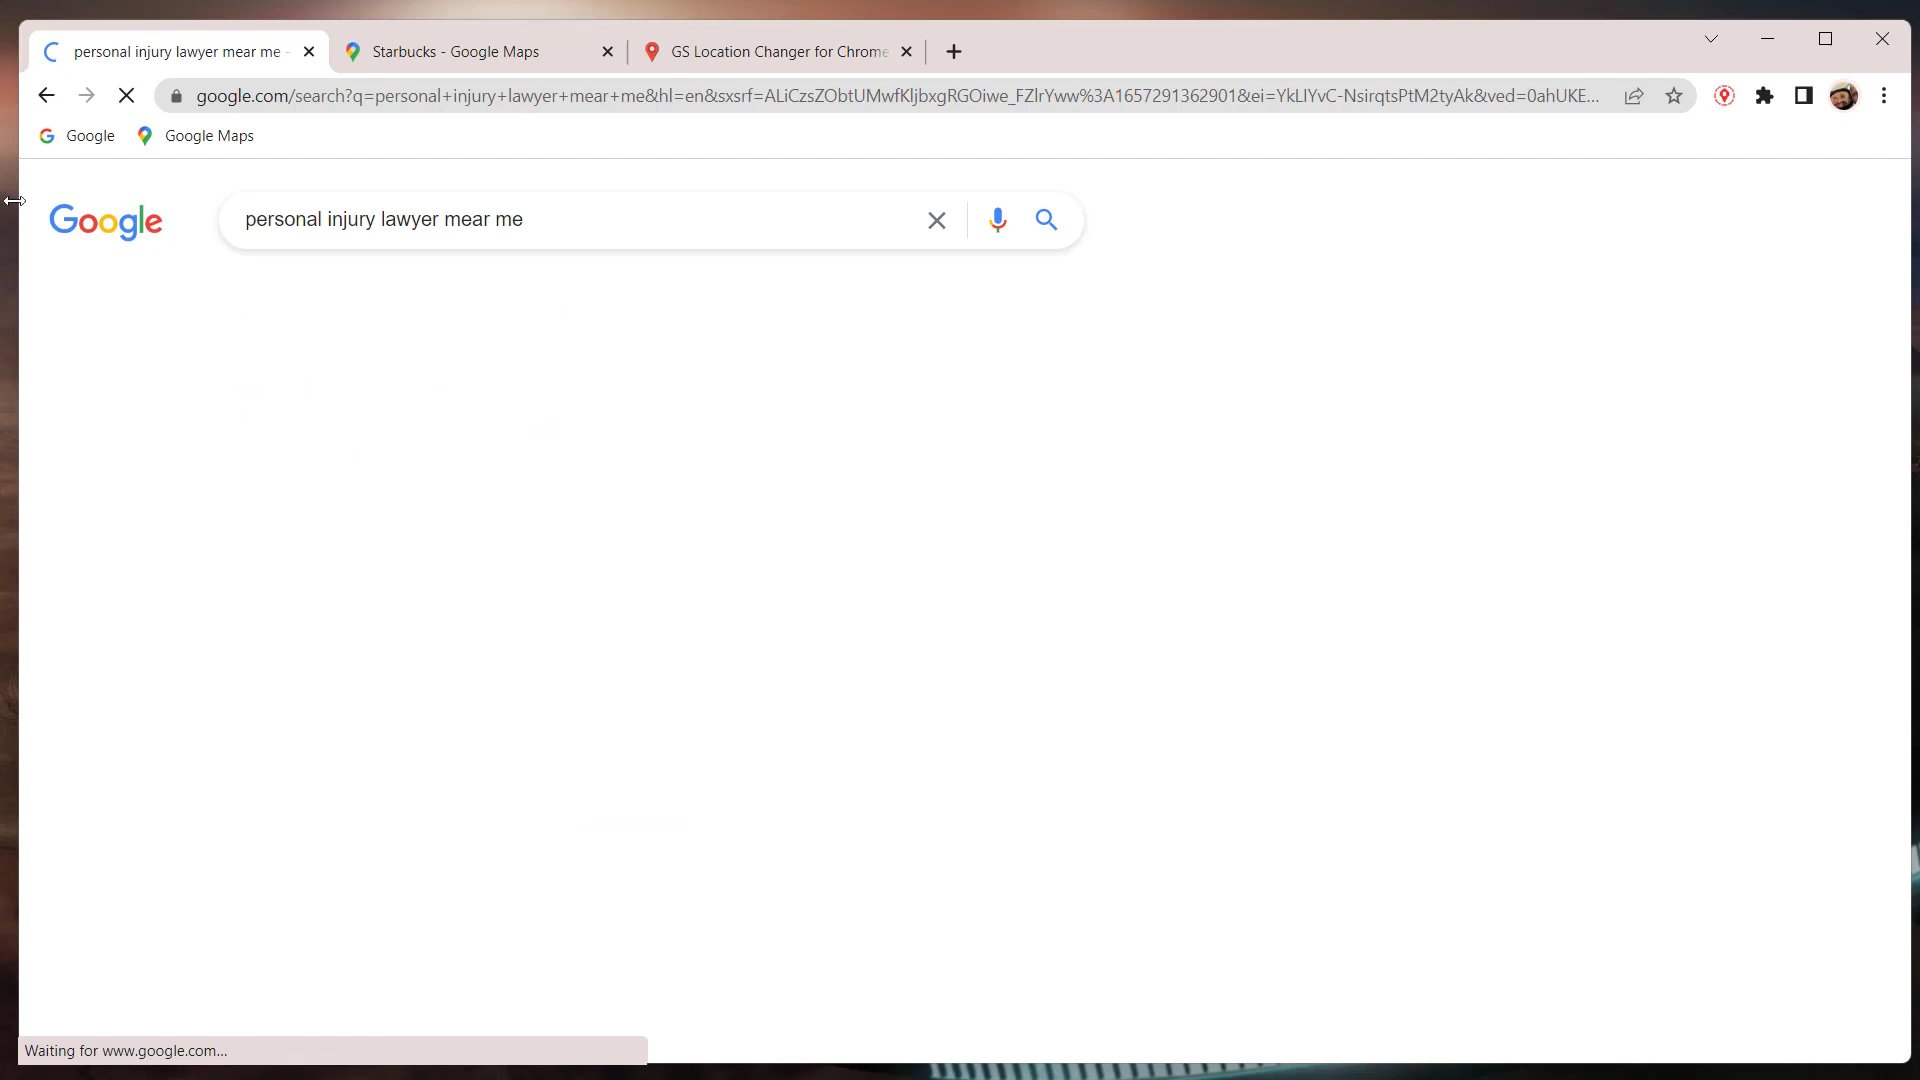 personal injury lawyer mear me -
Starbucks - Google Maps
GS Location Changer for Chrome
google.com/search?q=personal+injury+lawyer+mear+me&hl=en&sxsrf=ALiCzsZObtUMwfKljbxgRGOiwe_FZlrYww%3A1657291362901&ei=YkLIYvC-NsirqtsPtM2tyAk&ved=0ahUKE...
Google
Google Maps
Google
personal injury lawyer mear me
Waiting for www.google.com...